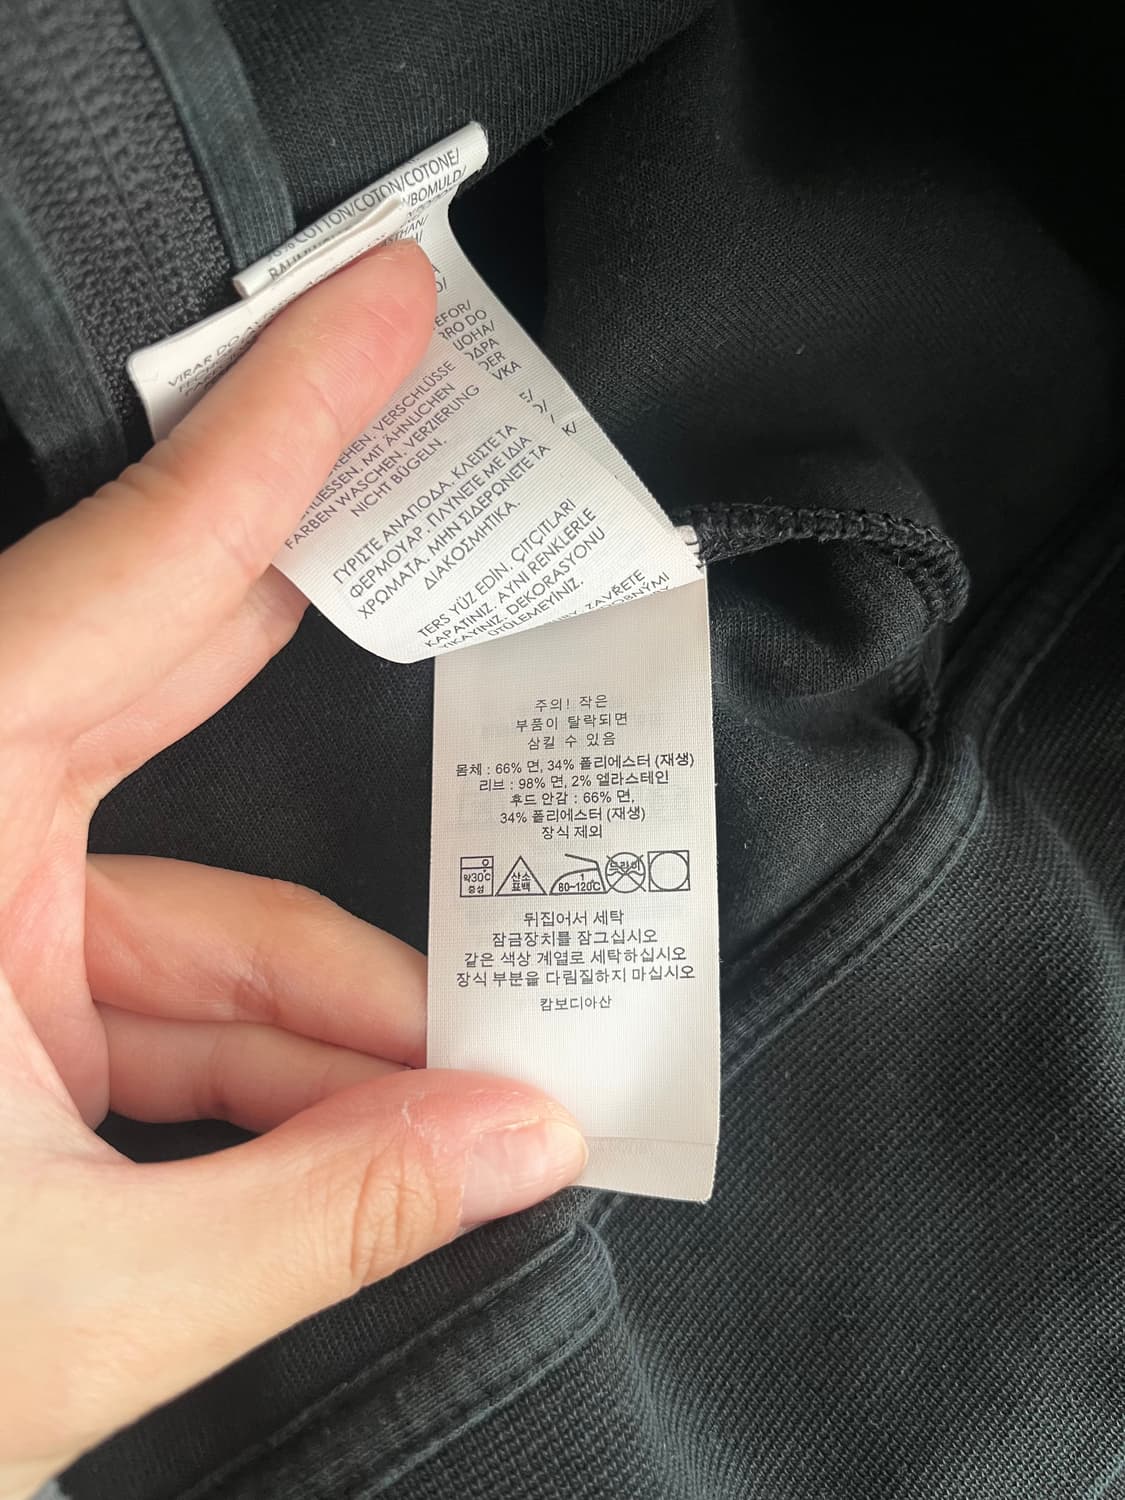 COTTON/COTON/COTONE/
/BOMULD/
VIRAR DO
EFOR/
RRO DO
VERSCHLÜSSE
MIT ÄHNLICHEN
FARBEN WASCHEN. VERZIERUNG
NICHT BÜGELN.
ΓΥΡΙΣΤΕ ΑΝΑΠΟΔΑ. ΚΛΕΙΣΤΕ ΤΑ
ΦΕΡΜΟΥΑΡ. ΠΛΥΝΕΤΕ ΜΕ ΙΔΙΑ
ΧΡΩΜΑΤΑ. ΜΗΝ ΣΙΔΕΡΩΝΕΤΕ ΤΑ
ΔΙΑΚΟΣΜΗΤΙΚΑ.
TERS YÜZ EDİN. ÇITÇITLARI
KAPATINIZ. AYNI RENKLERLE
YIKAYINIZ. DEKORASYONU
ÜTÜLEMEYİNİZ.
ZAVŘETE
주의! 작은
부품이 탈락되면
삼킬 수 있음
몸체 : 66% 면, 34% 폴리에스터 (재생)
리브 : 98% 면, 2% 엘라스테인
후드 안감 : 66% 면,
34% 폴리에스터 (재생)
장식 제외
약30℃ 중성
산소 표백
1 80~120℃
드라이
뒤집어서 세탁
잠금장치를 잠그십시오
같은 색상 계열로 세탁하십시오
장식 부분을 다림질하지 마십시오
캄보디아산